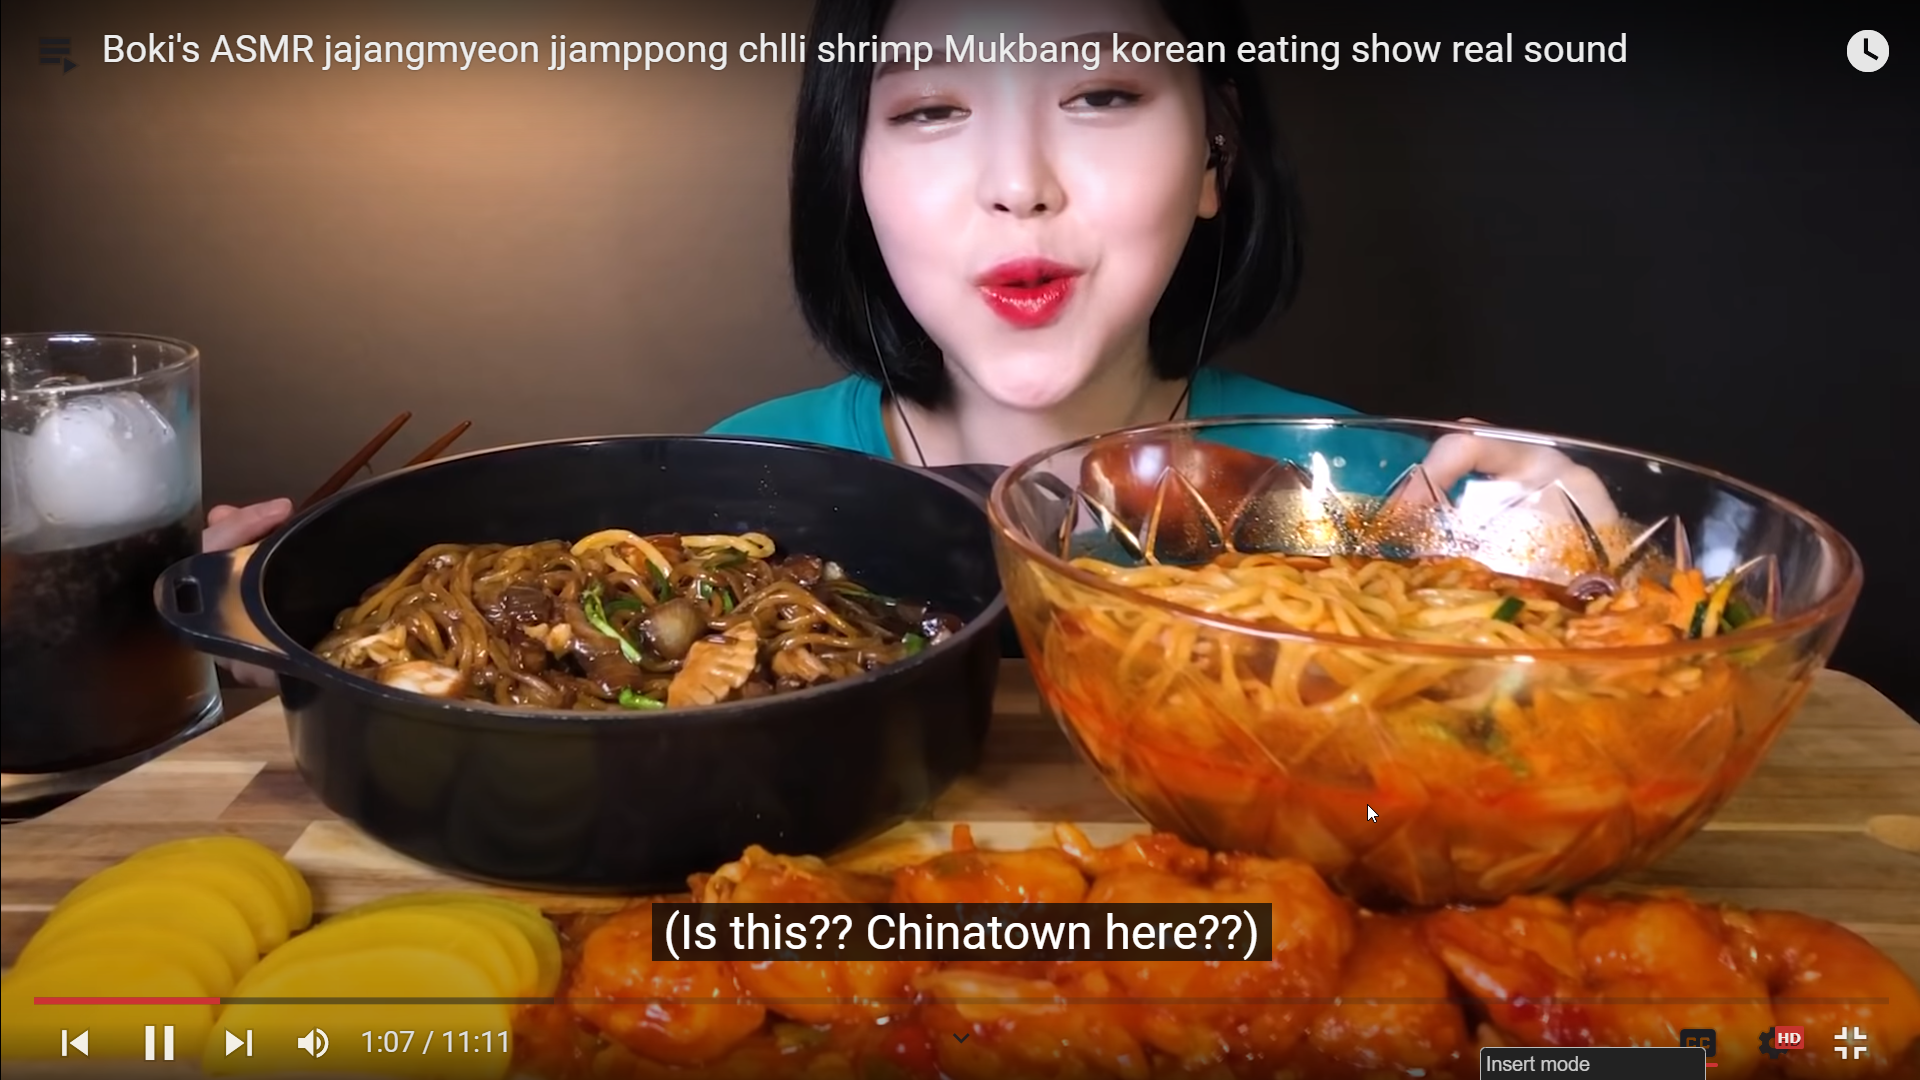 Boki's ASMR jajangmyeon jjamppong chlli shrimp Mukbang korean eating show real sound
(Is this?? Chinatown here??)
1:07 / 11:11
CC
HD
Insert mode